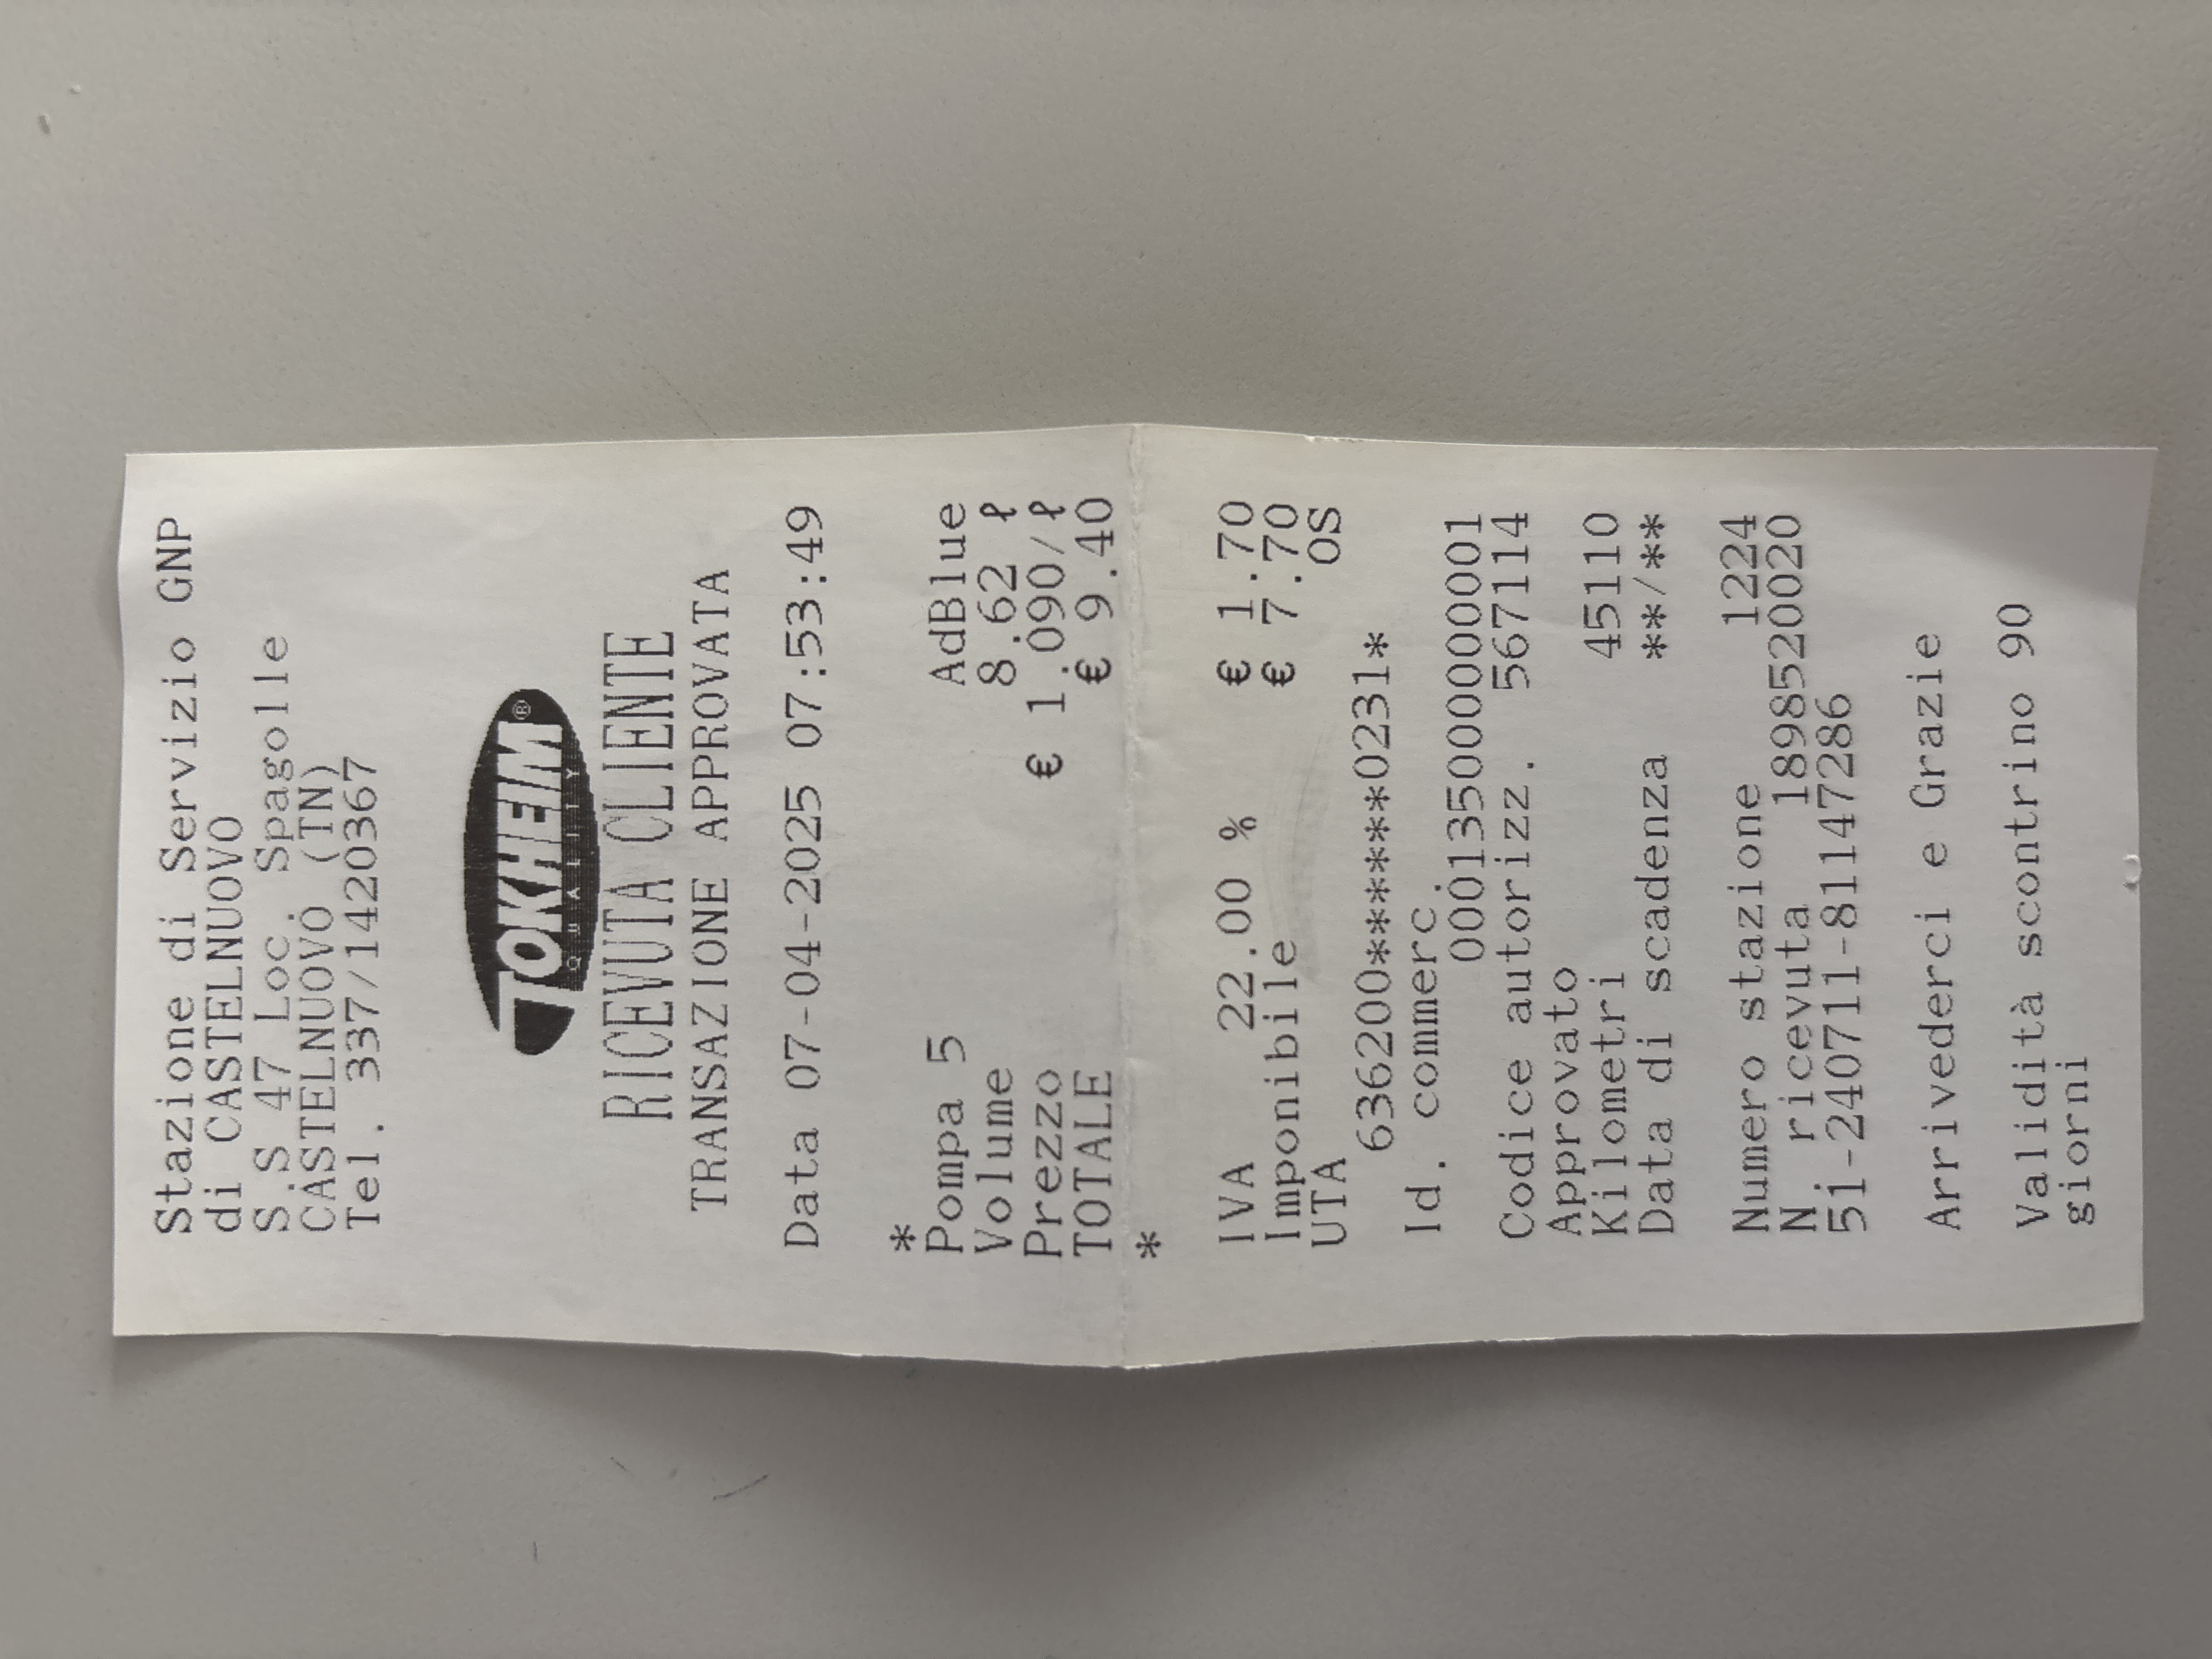 Stazione di Servizio GNP
di CASTELNUOVO
S.S 47 Loc. Spagolle
CASTELNUOVO (TN)
Tel. 337/1420367
TOKHEIM®
QUALITY
RICEVUTA CLIENTE
TRANSAZIONE APPROVATA
Data 07-04-2025 07:53:49
*
Pompa 5 AdBlue
Volume 8.62 ℓ
Prezzo € 1.090/ℓ
TOTALE € 9.40
*
IVA 22.00 % € 1.70
Imponibile € 7.70
UTA OS
636200******0231*
Id. commerc.
000135000000001
Codice autorizz. 567114
Approvato
Kilometri 45110
Data di scadenza **/**
Numero stazione 1224
N. ricevuta 1898520020
51-240711-81147286
Arrivederci e Grazie
Validità scontrino 90
giorni